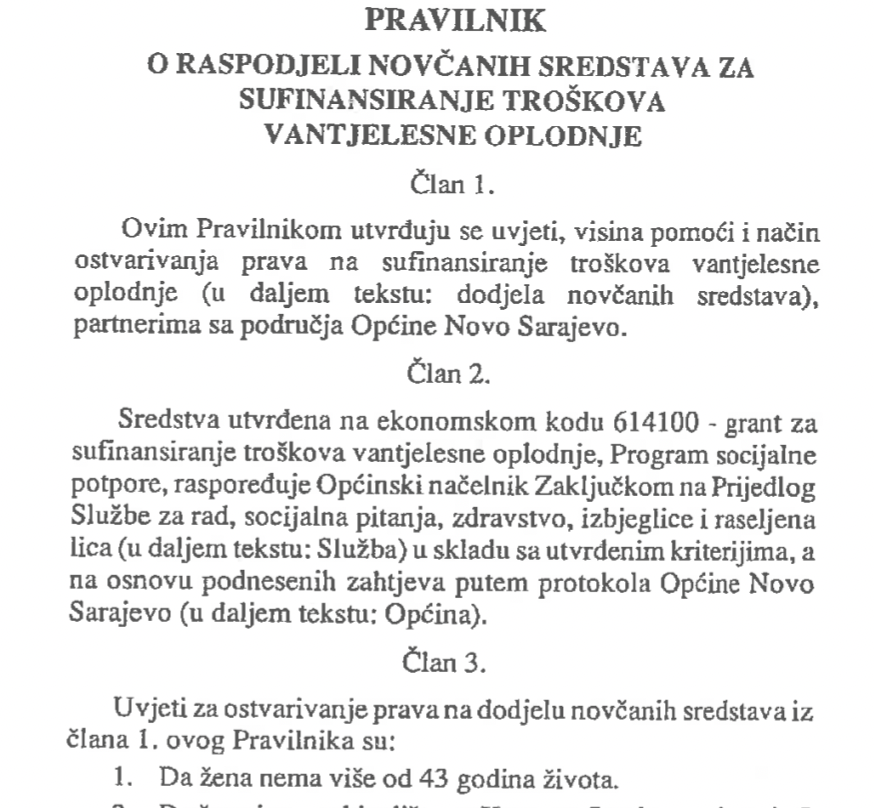 PRAVILNIK
O RASPODJELI NOVČANIH SREDSTAVA ZA
SUFINANSIRANJE TROŠKOVA
VANTJELESNE OPLODNJE
Član 1.
Ovim Pravilnikom utvrđuju se uvjeti, visina pomoći i način
ostvarivanja prava na sufinansiranje troškova vantjelesne
oplodnje (u daljem tekstu: dodjela novčanih sredstava),
partnerima sa područja Općine Novo Sarajevo.
Član 2.
Sredstva utvrđena na ekonomskom kodu 614100 - grant za
sufinansiranje troškova vantjelesne oplodnje, Program socijalne
potpore, raspoređuje Općinski načelnik Zaključkom na Prijedlog
Službe za rad, socijalna pitanja, zdravstvo, izbjeglice i raseljena
lica (u daljem tekstu: Služba) u skladu sa utvrđenim kriterijima, a
na osnovu podnesenih zahtjeva putem protokola Općine Novo
Sarajevo (u daljem tekstu: Općina).
Član 3.
Uvjeti za ostvarivanje prava na dodjelu novčanih sredstava iz
člana 1. ovog Pravilnika su:
1. Da žena nema više od 43 godina života.